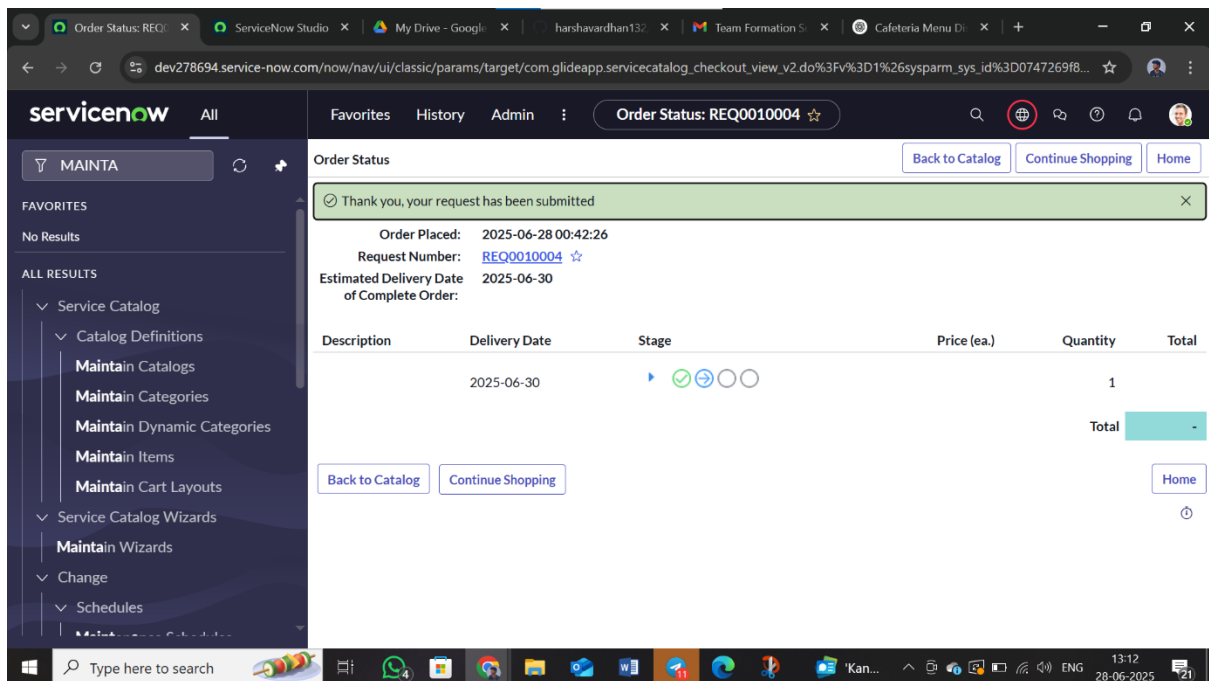 Order Status: REQ
ServiceNow Studio
My Drive - Google
harshavardhan132
Team Formation S
Cafeteria Menu Di
dev278694.service-now.com/now/nav/ui/classic/params/target/com.glideapp.servicecatalog_checkout_view_v2.do%3Fv%3D1%26sysparm_sys_id%3D0747269f8...
servicenow All Favorites History Admin Order Status: REQ0010004
MAINTA
Order Status Back to Catalog Continue Shopping Home
FAVORITES
No Results
ALL RESULTS
Service Catalog
Catalog Definitions
Maintain Catalogs
Maintain Categories
Maintain Dynamic Categories
Maintain Items
Maintain Cart Layouts
Service Catalog Wizards
Maintain Wizards
Change
Schedules
Maintenance Schedules
Thank you, your request has been submitted
Order Placed: 2025-06-28 00:42:26
Request Number: REQ0010004
Estimated Delivery Date 2025-06-30
of Complete Order:
Description Delivery Date Stage Price (ea.) Quantity Total
2025-06-30 1
Total -
Back to Catalog Continue Shopping Home
Type here to search
4
11
'Kan...
ENG
13:12
28-06-2025
21